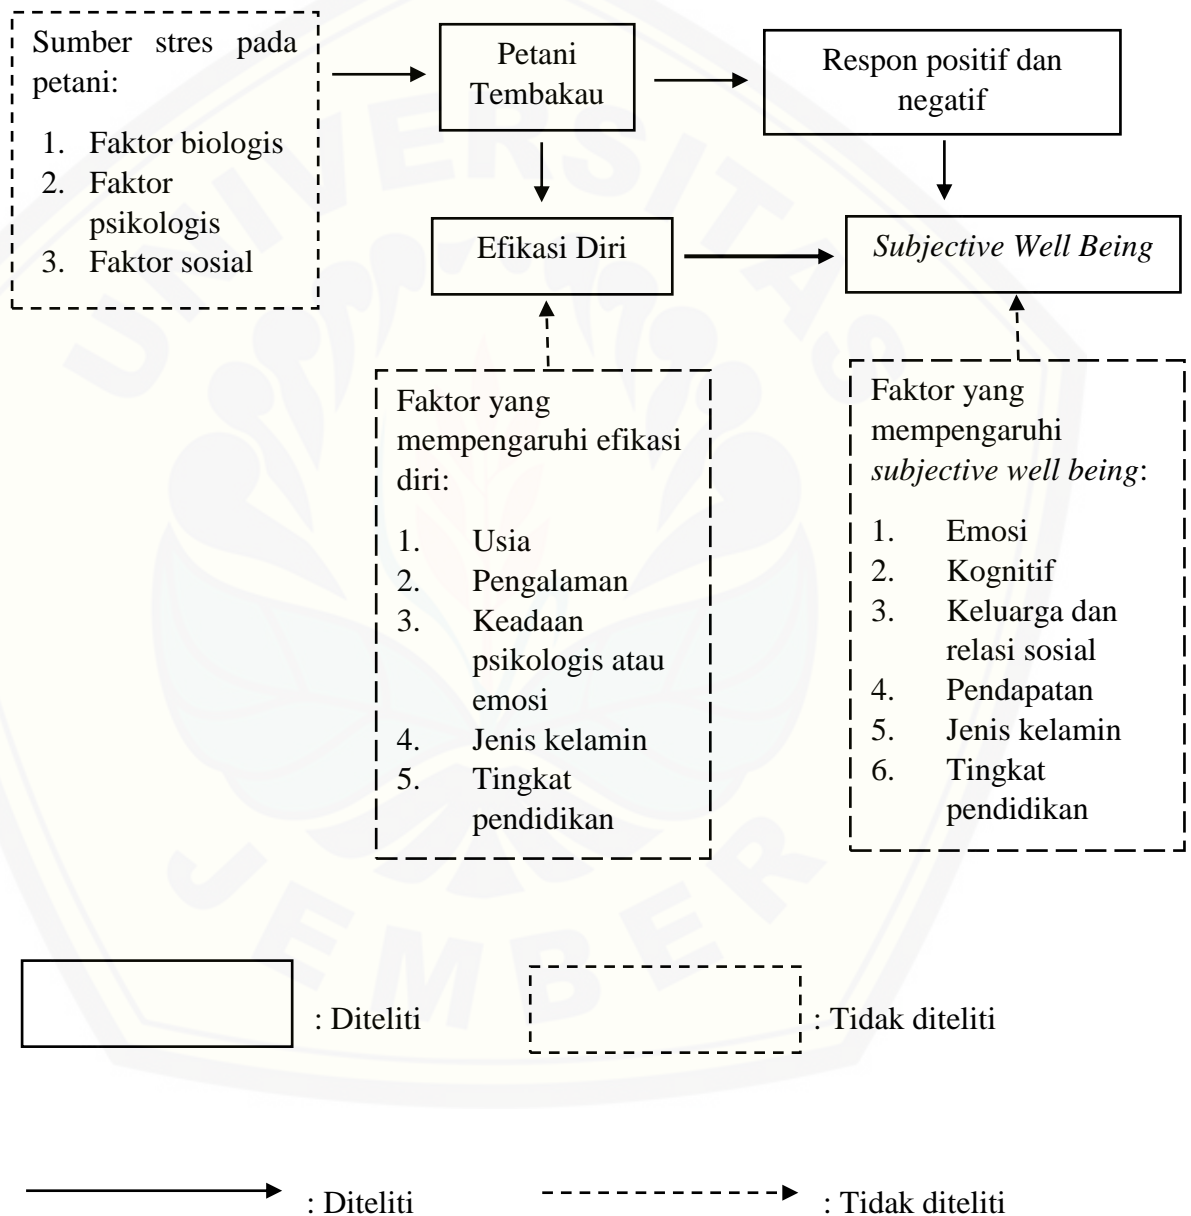 Sumber stres pada
petani:
1. Faktor biologis
2. Faktor
psikologis
3. Faktor sosial
Petani
Tembakau
Respon positif dan
negatif
Efikasi Diri
Subjective Well Being
Faktor yang
mempengaruhi efikasi
diri:
1. Usia
2. Pengalaman
3. Keadaan
psikologis atau
emosi
4. Jenis kelamin
5. Tingkat
pendidikan
Faktor yang
mempengaruhi
subjective well being:
1. Emosi
2. Kognitif
3. Keluarga dan
relasi sosial
4. Pendapatan
5. Jenis kelamin
6. Tingkat
pendidikan
: Diteliti
: Tidak diteliti
: Diteliti
: Tidak diteliti
UNIVERSITAS
JEMBER